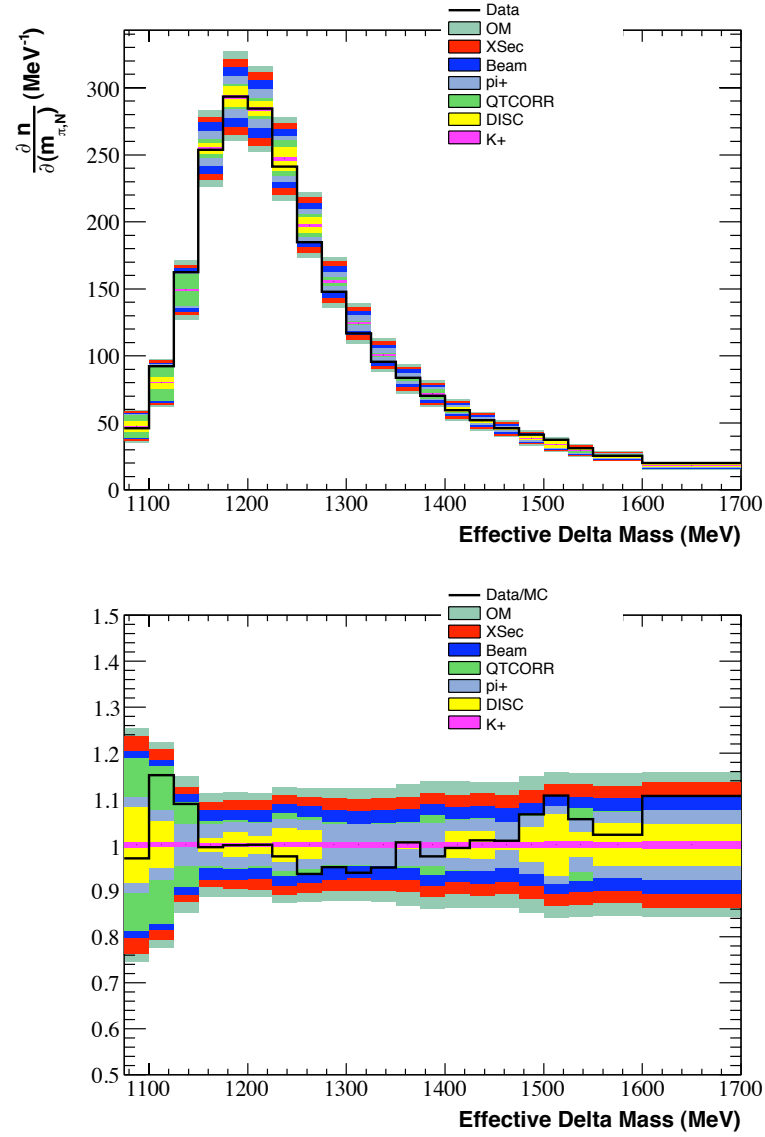 Data
OM
XSec
Beam
pi+
QTCORR
DISC
K+
∂ n
∂(m π,N) (MeV⁻¹)
300
250
200
150
100
50
0
1100 1200 1300 1400 1500 1600 1700
Effective Delta Mass (MeV)
Data/MC
OM
XSec
Beam
QTCORR
pi+
DISC
K+
1.5
1.4
1.3
1.2
1.1
1
0.9
0.8
0.7
0.6
0.5
1100 1200 1300 1400 1500 1600 1700
Effective Delta Mass (MeV)